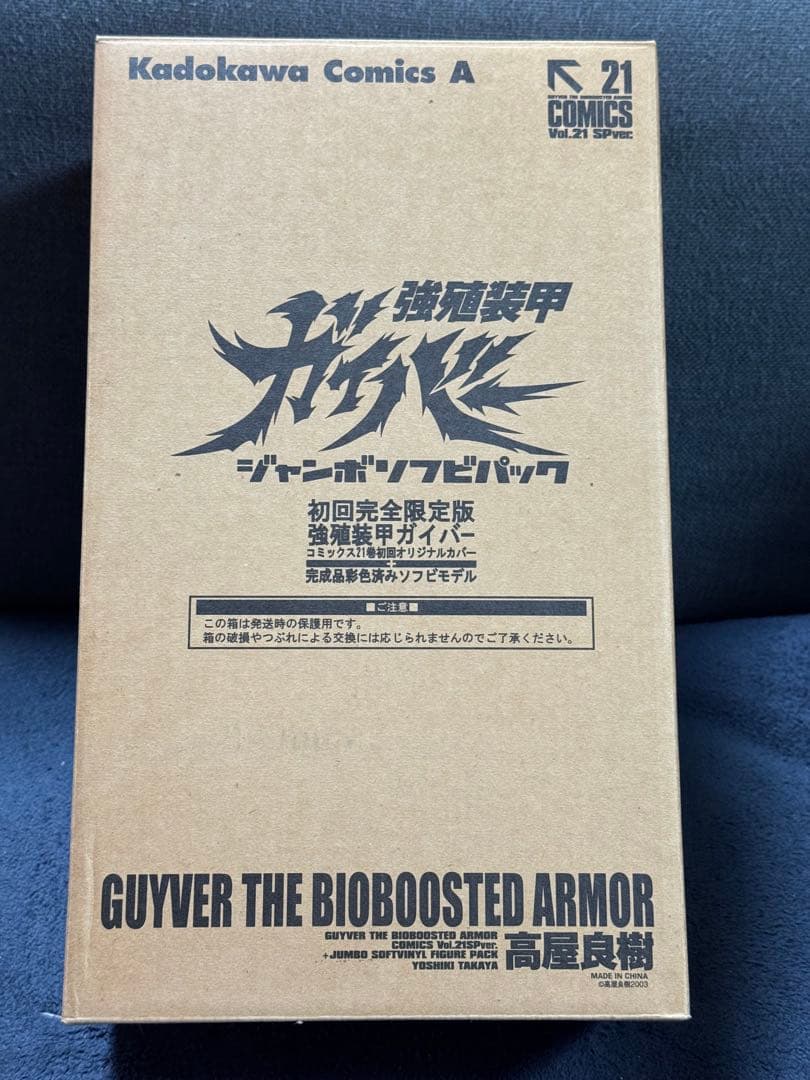 Kadokawa Comics A
21
GUYVER THE BIOBOOSTED ARMOR
COMICS
Vol.21 SPver.
強殖装甲
ガイバー
ジャンボソフビパック
初回完全限定版
強殖装甲ガイバー
コミックス21巻初回オリジナルカバー
+
完成品彩色済みソフビモデル
■ご注意■
この箱は発送時の保護用です。
箱の破損やつぶれによる交換には応じられませんのでご了承ください。
GUYVER THE BIOBOOSTED ARMOR
GUYVER THE BIOBOOSTED ARMOR
COMICS Vol.21SPver.
+JUMBO SOFTVINYL FIGURE PACK
YOSHIKI TAKAYA
高屋良樹
MADE IN CHINA
©高屋良樹2003